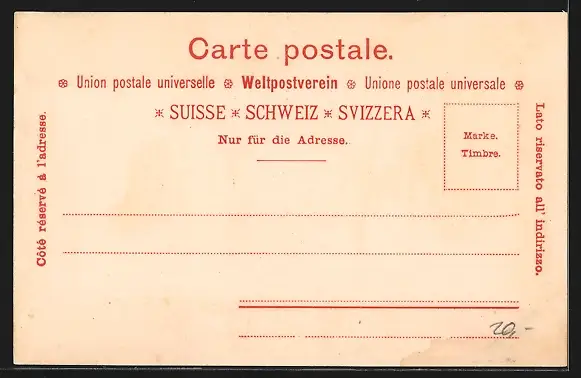 Carte postale.
Union postale universelle Weltpostverein Unione postale universale
SUISSE * SCHWEIZ * SVIZZERA *
Nur für die Adresse.
Marke.
Timbre.
Côté réservé à l'adresse.
Lato riservato all' indirizzo.
20,-